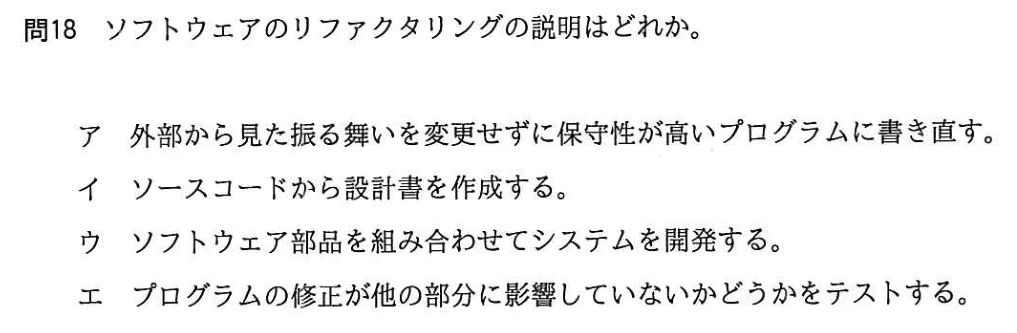 問18 ソフトウェアのリファクタリングの説明はどれか。
ア 外部から見た振る舞いを変更せずに保守性が高いプログラムに書き直す。
イ ソースコードから設計書を作成する。
ウ ソフトウェア部品を組み合わせてシステムを開発する。
エ プログラムの修正が他の部分に影響していないかどうかをテストする。